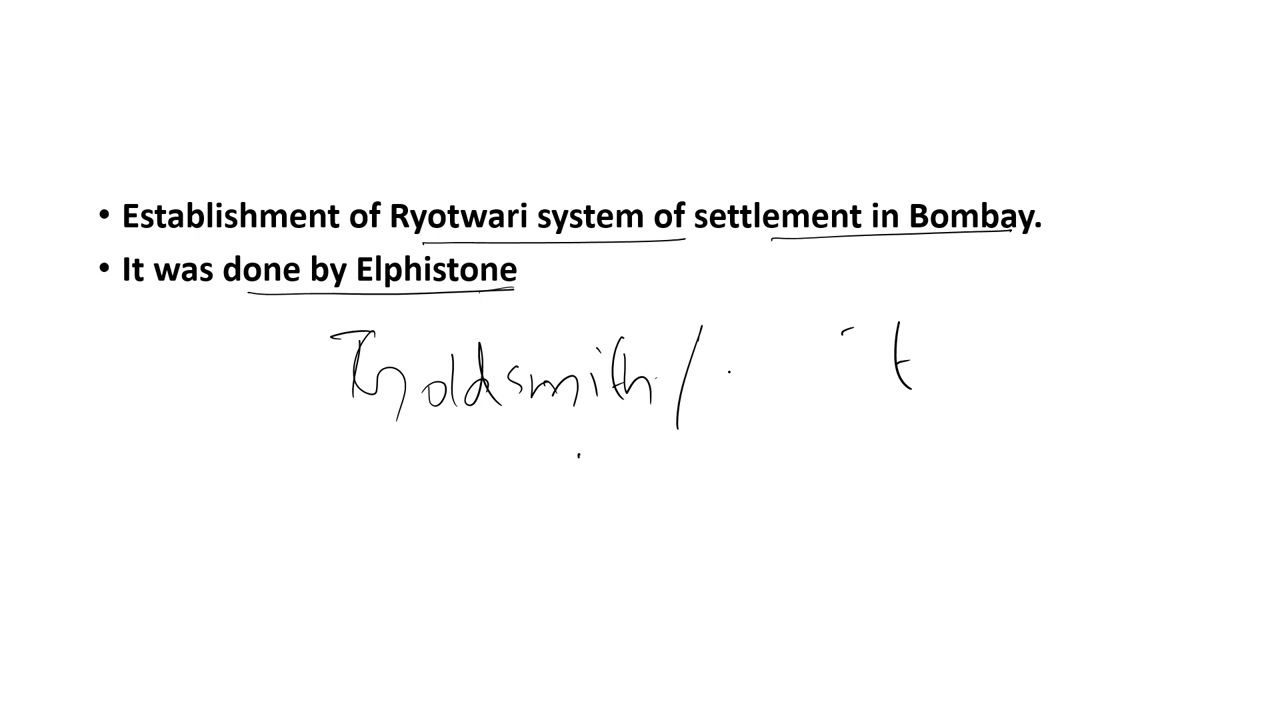 • Establishment of Ryotwari system of settlement in Bombay.
• It was done by Elphistone
Goldsmith /